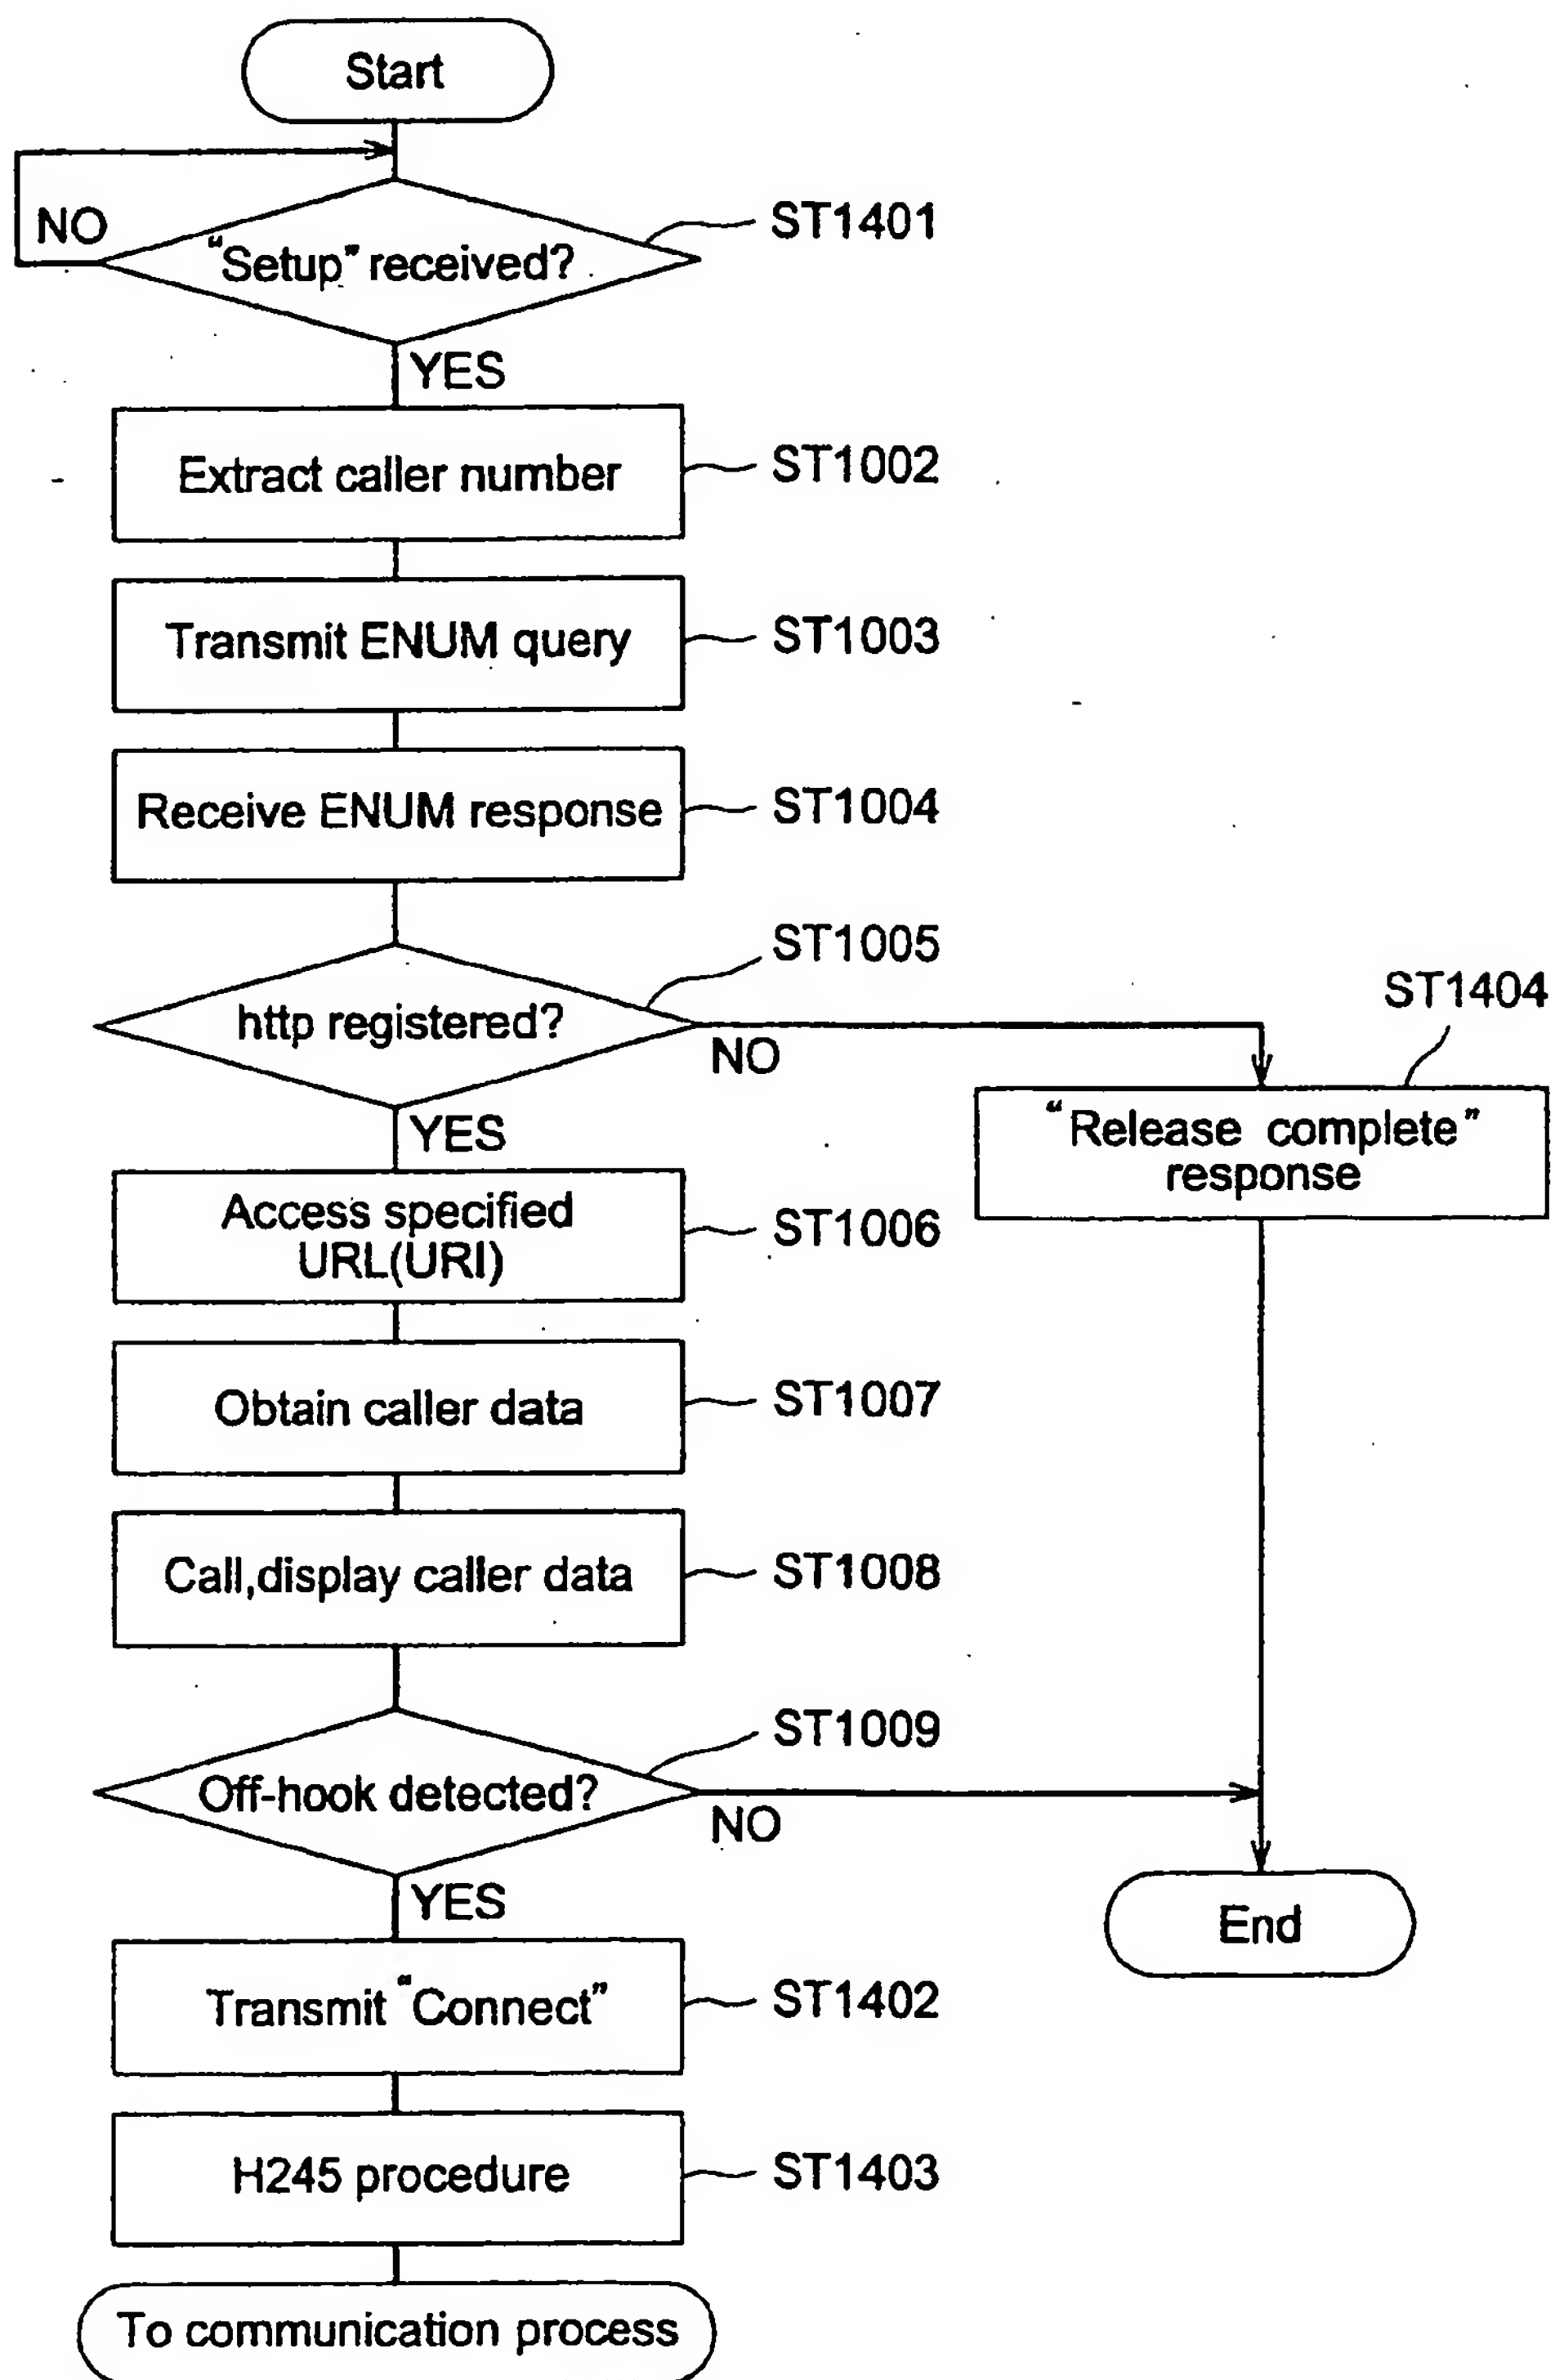 Start
NO
“Setup” received?
ST1401
YES
Extract caller number
ST1002
Transmit ENUM query
ST1003
Receive ENUM response
ST1004
http registered?
ST1005
NO
ST1404
“Release complete”
response
YES
Access specified
URL(URI)
ST1006
Obtain caller data
ST1007
Call,display caller data
ST1008
Off-hook detected?
ST1009
NO
End
YES
Transmit “Connect”
ST1402
H245 procedure
ST1403
To communication process